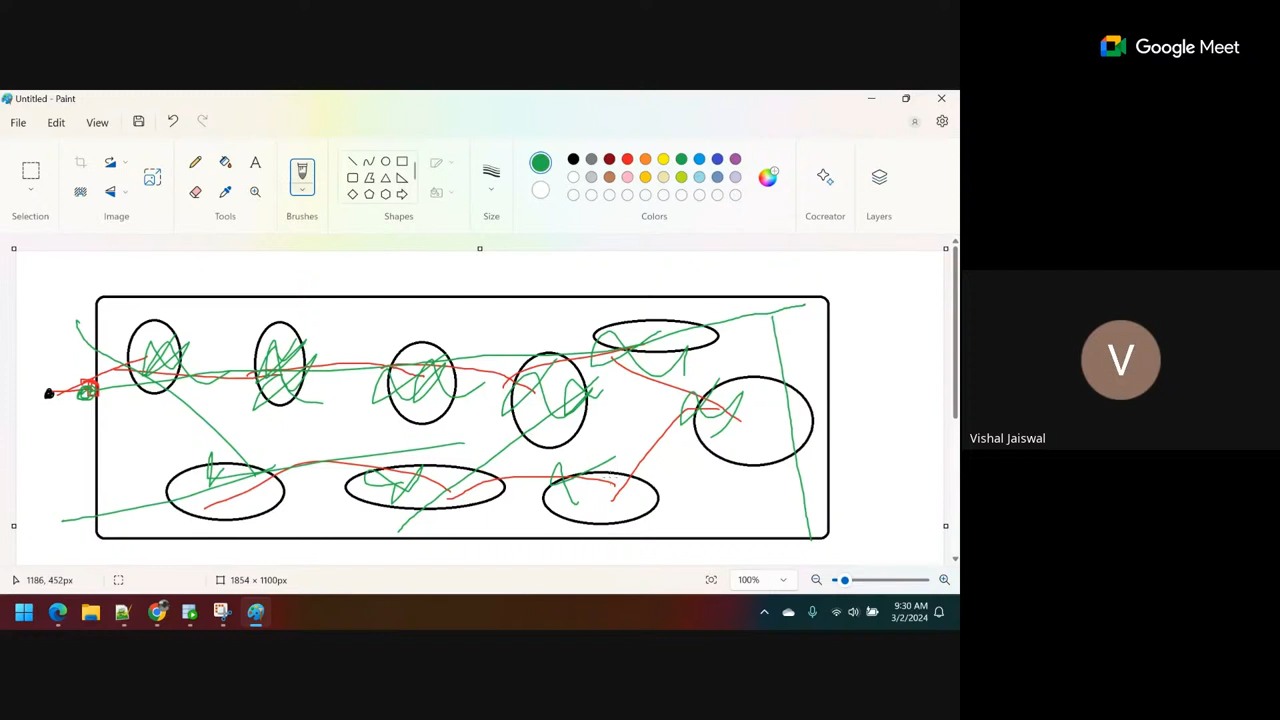 Google Meet
Untitled - Paint
File Edit View
Selection Image Tools Brushes Shapes Size Colors Cocreator Layers
V
Vishal Jaiswal
1186, 452px 1854 × 1100px 100%
9:30 AM
3/2/2024